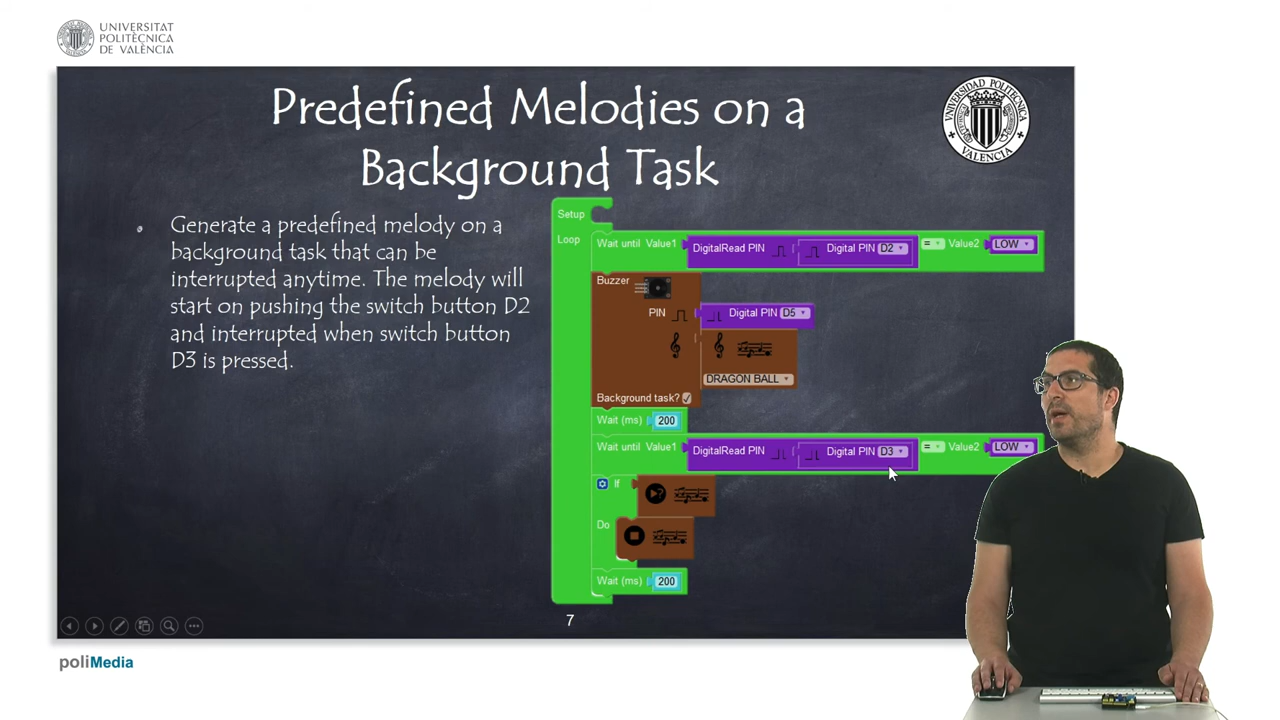 UNIVERSITAT
POLITÈCNICA
DE VALÈNCIA
Predefined Melodies on a
Background Task
UNIVERSIDAD POLITECNICA
VALENCIA
Generate a predefined melody on a
background task that can be
interrupted anytime. The melody will
start on pushing the switch button D2
and interrupted when switch button
D3 is pressed.
Setup
Loop
Wait until Value1 DigitalRead PIN Digital PIN D2 = Value2 LOW
Buzzer
PIN Digital PIN D5
DRAGON BALL
Background task?
Wait (ms) 200
Wait until Value1 DigitalRead PIN Digital PIN D3 = Value2 LOW
If
Do
Wait (ms) 200
7
poliMedia